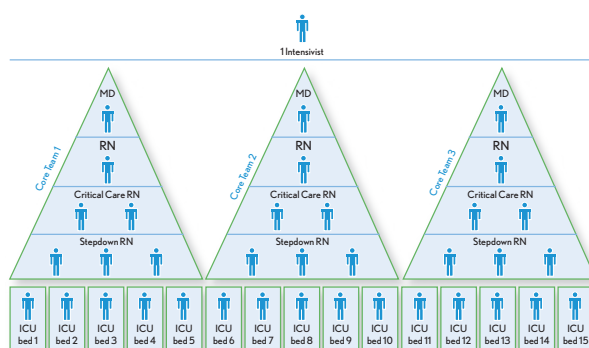 1 Intensivist
Core Team 1
MD
RN
Critical Care RN
Stepdown RN
Core Team 2
MD
RN
Critical Care RN
Stepdown RN
Core Team 3
MD
RN
Critical Care RN
Stepdown RN
ICU
bed 1
ICU
bed 2
ICU
bed 3
ICU
bed 4
ICU
bed 5
ICU
bed 6
ICU
bed 7
ICU
bed 8
ICU
bed 9
ICU
bed 10
ICU
bed 11
ICU
bed 12
ICU
bed 13
ICU
bed 14
ICU
bed 15